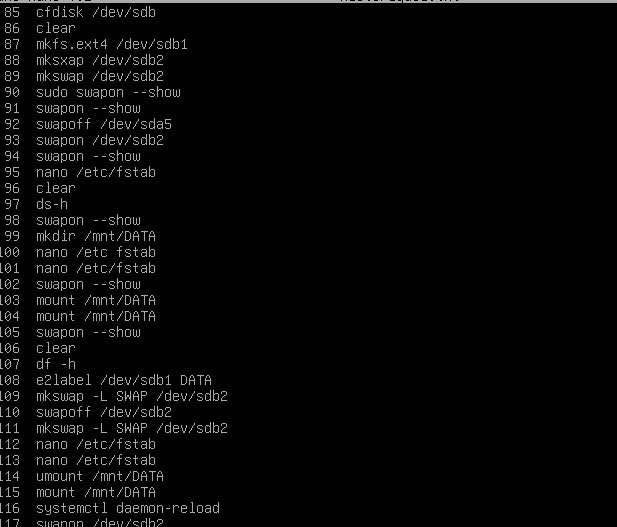 85 cfdisk /dev/sdb
86 clear
87 mkfs.ext4 /dev/sdb1
88 mksxap /dev/sdb2
89 mkswap /dev/sdb2
90 sudo swapon --show
91 swapon --show
92 swapoff /dev/sda5
93 swapon /dev/sdb2
94 swapon --show
95 nano /etc/fstab
96 clear
97 ds-h
98 swapon --show
99 mkdir /mnt/DATA
100 nano /etc fstab
101 nano /etc/fstab
102 swapon --show
103 mount /mnt/DATA
104 mount /mnt/DATA
105 swapon --show
106 clear
107 df -h
108 e2label /dev/sdb1 DATA
109 mkswap -L SWAP /dev/sdb2
110 swapoff /dev/sdb2
111 mkswap -L SWAP /dev/sdb2
112 nano /etc/fstab
113 nano /etc/fstab
114 umount /mnt/DATA
115 mount /mnt/DATA
116 systemctl daemon-reload
117 swapon /dev/sdb2